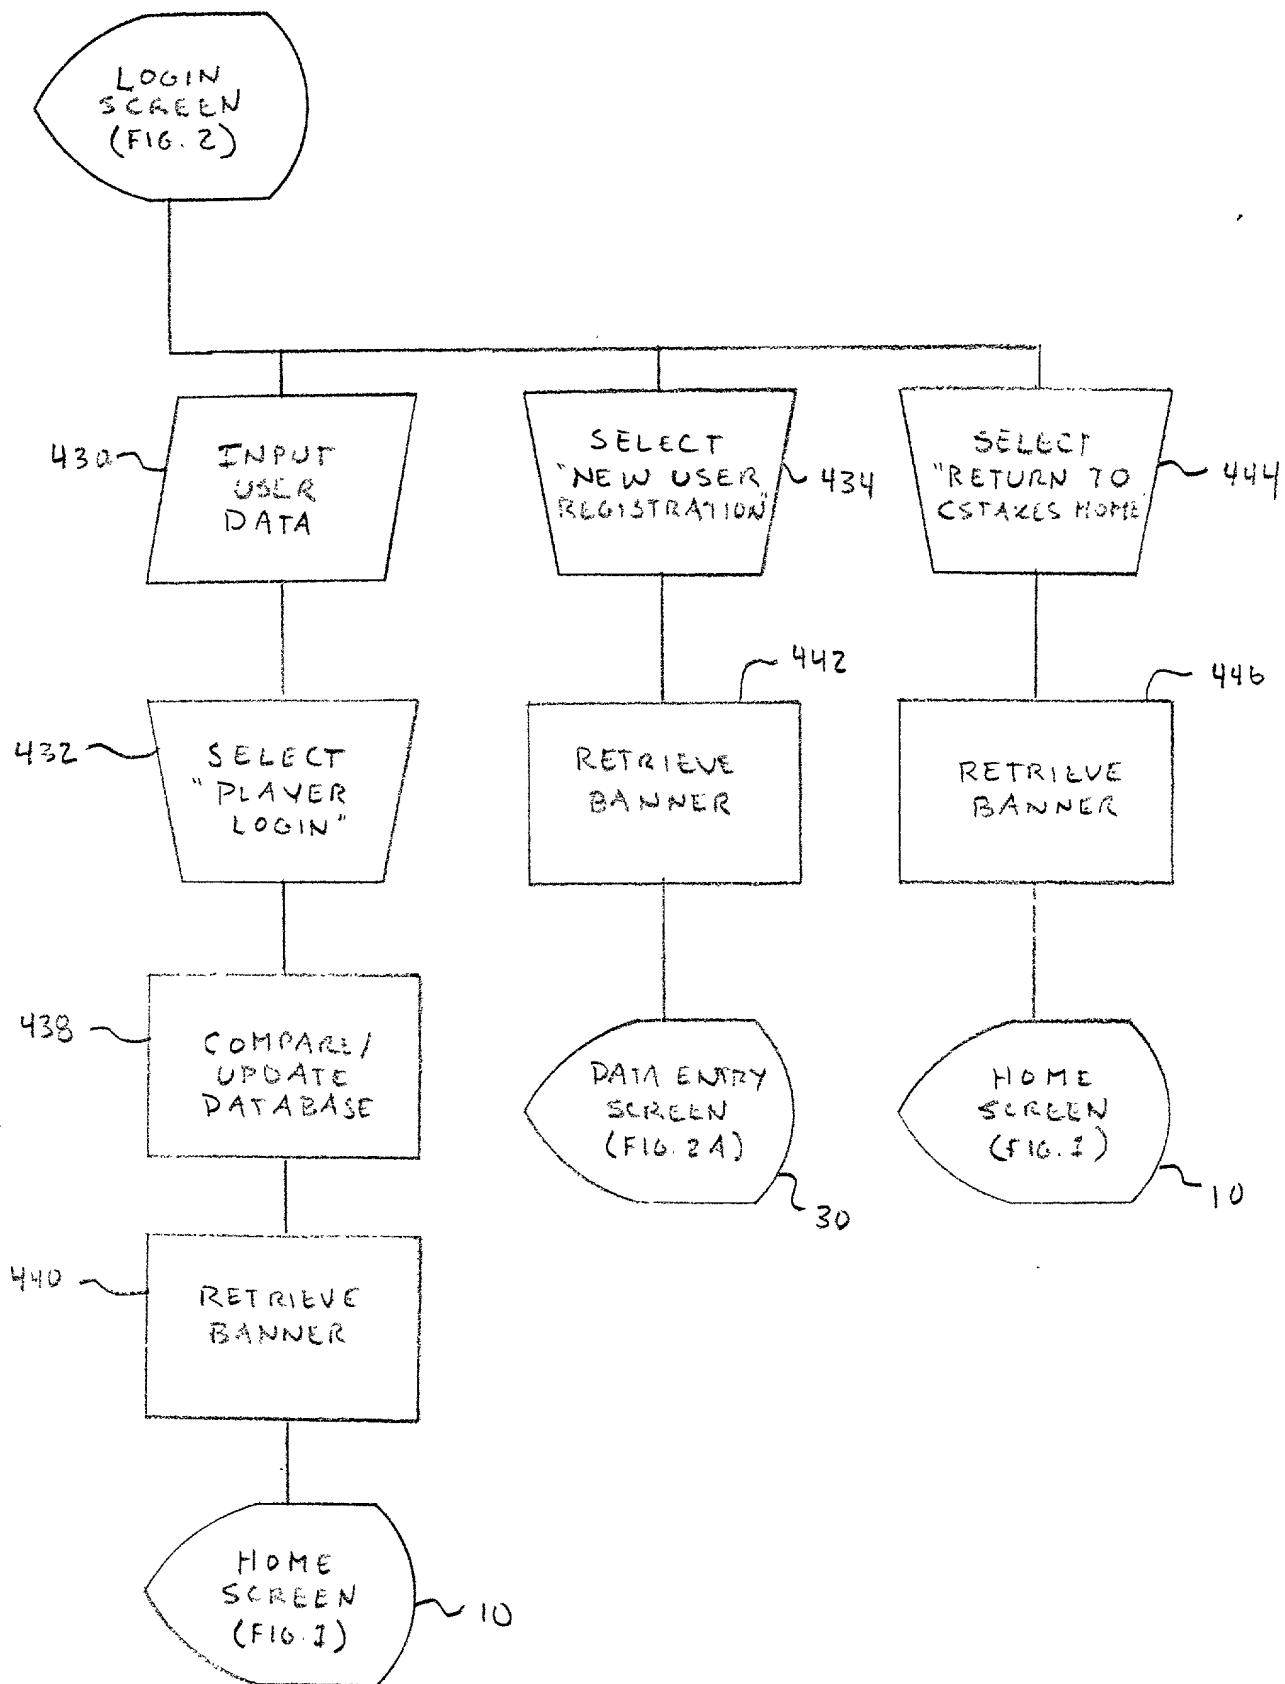 LOGIN
SCREEN
(FIG. 2)
430
INPUT
USER
DATA
SELECT
"NEW USER
REGISTRATION"
434
SELECT
"RETURN TO
CSTAKES HOME"
444
432
SELECT
"PLAYER
LOGIN"
442
RETRIEVE
BANNER
446
RETRIEVE
BANNER
438
COMPARE/
UPDATE
DATABASE
DATA ENTRY
SCREEN
(FIG. 2A)
30
HOME
SCREEN
(FIG. 1)
10
440
RETRIEVE
BANNER
HOME
SCREEN
(FIG. 1)
10